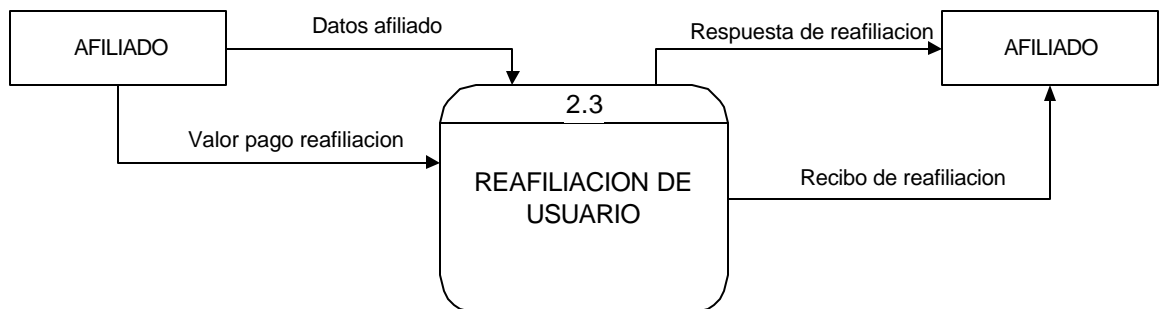 AFILIADO
Datos afiliado
Respuesta de reafiliacion
AFILIADO
2.3
Valor pago reafiliacion
REAFILIACION DE
USUARIO
Recibo de reafiliacion